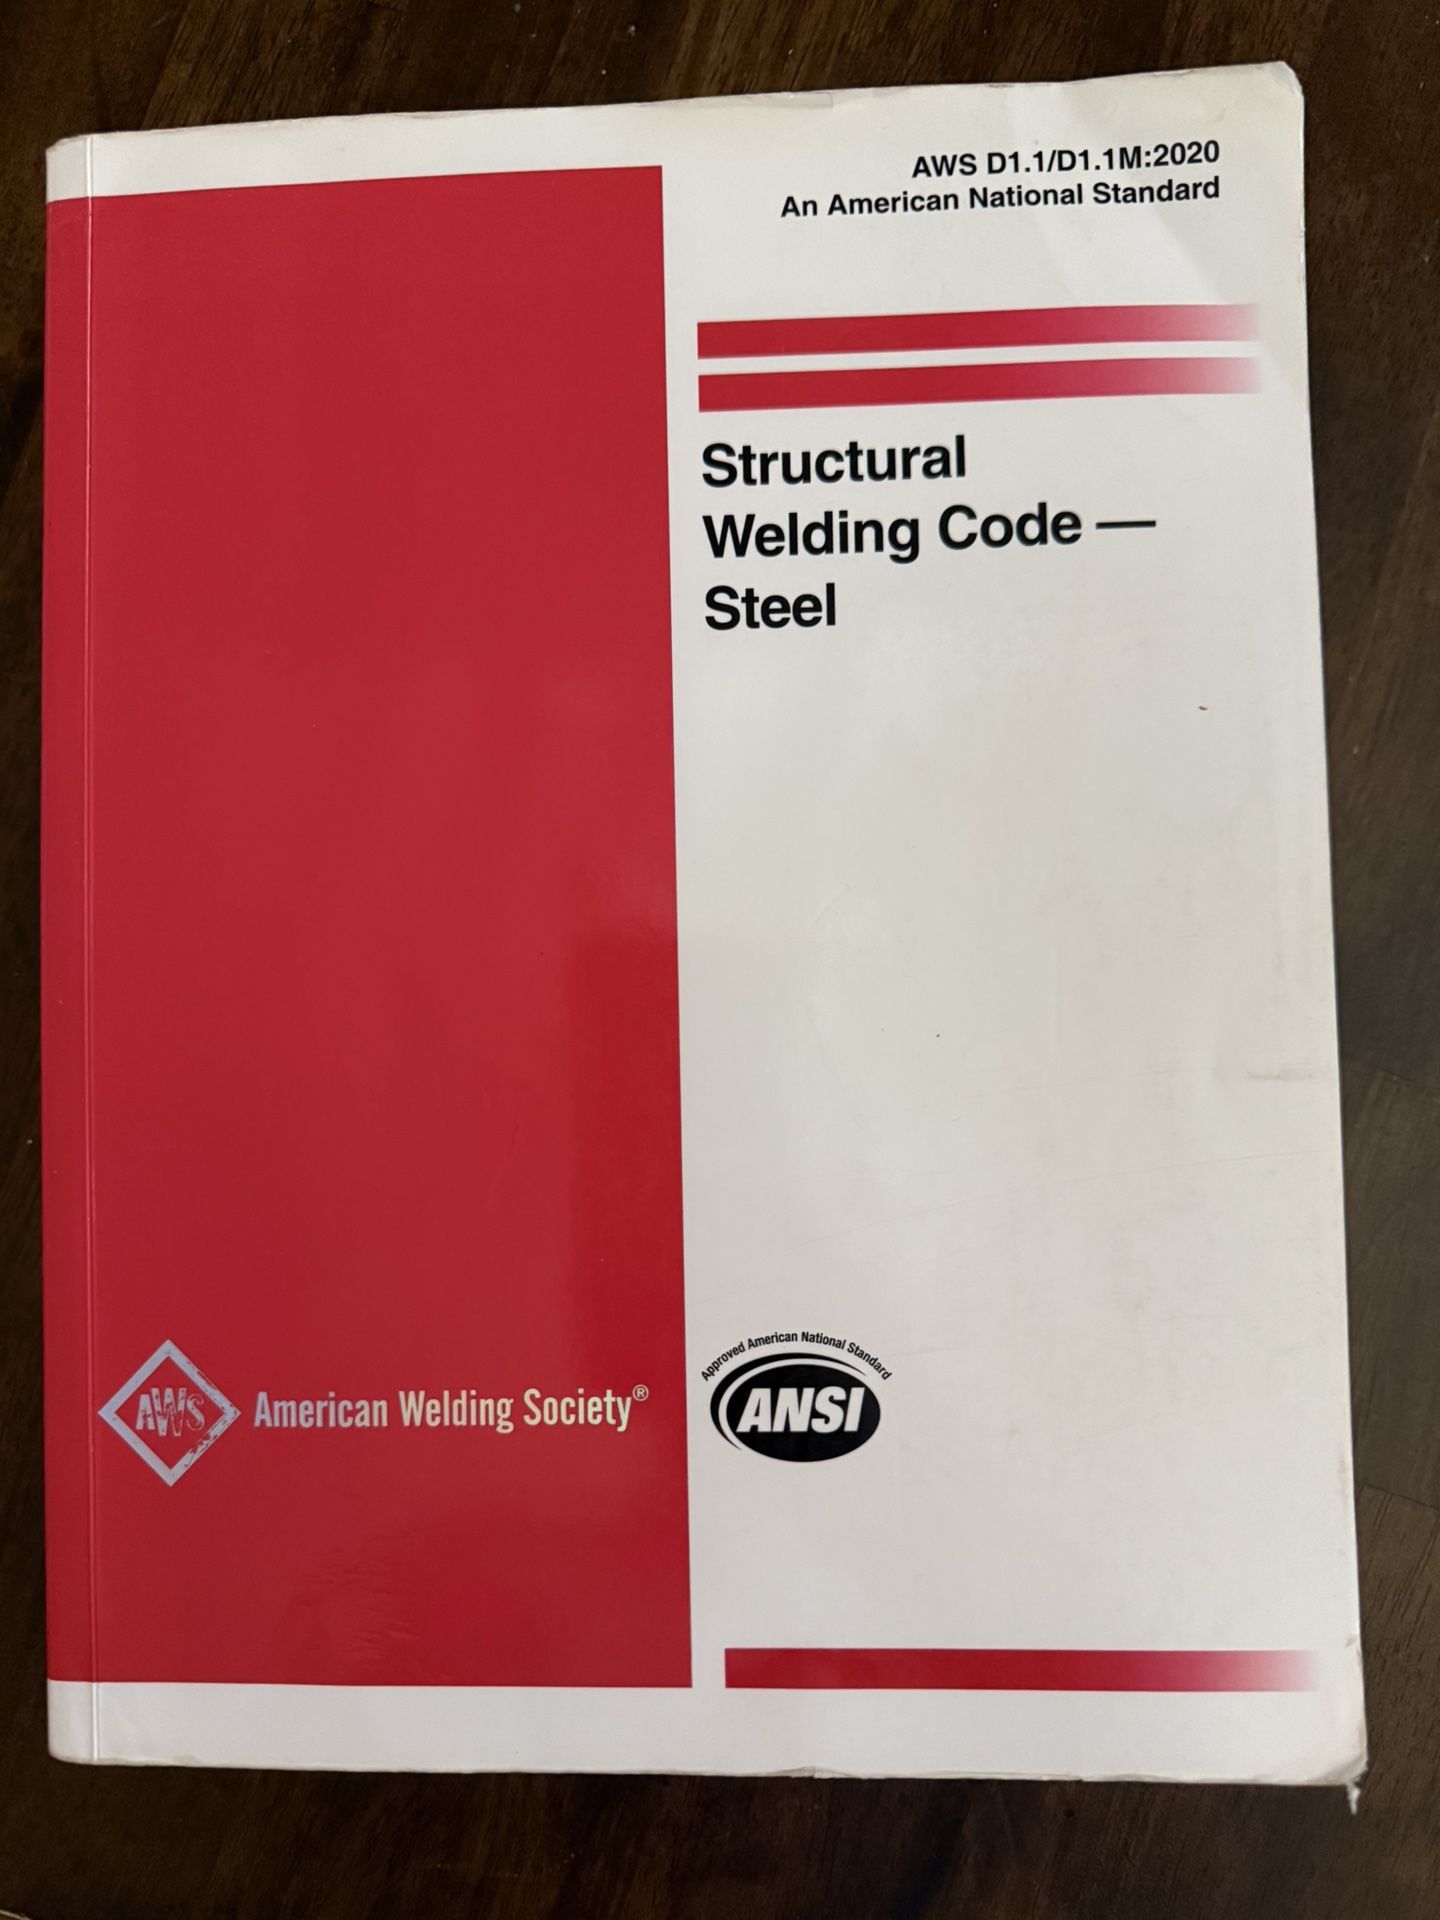 AWS D1.1/D1.1M:2020
An American National Standard
Structural
Welding Code —
Steel
AWS American Welding Society®
Approved American National Standard
ANSI